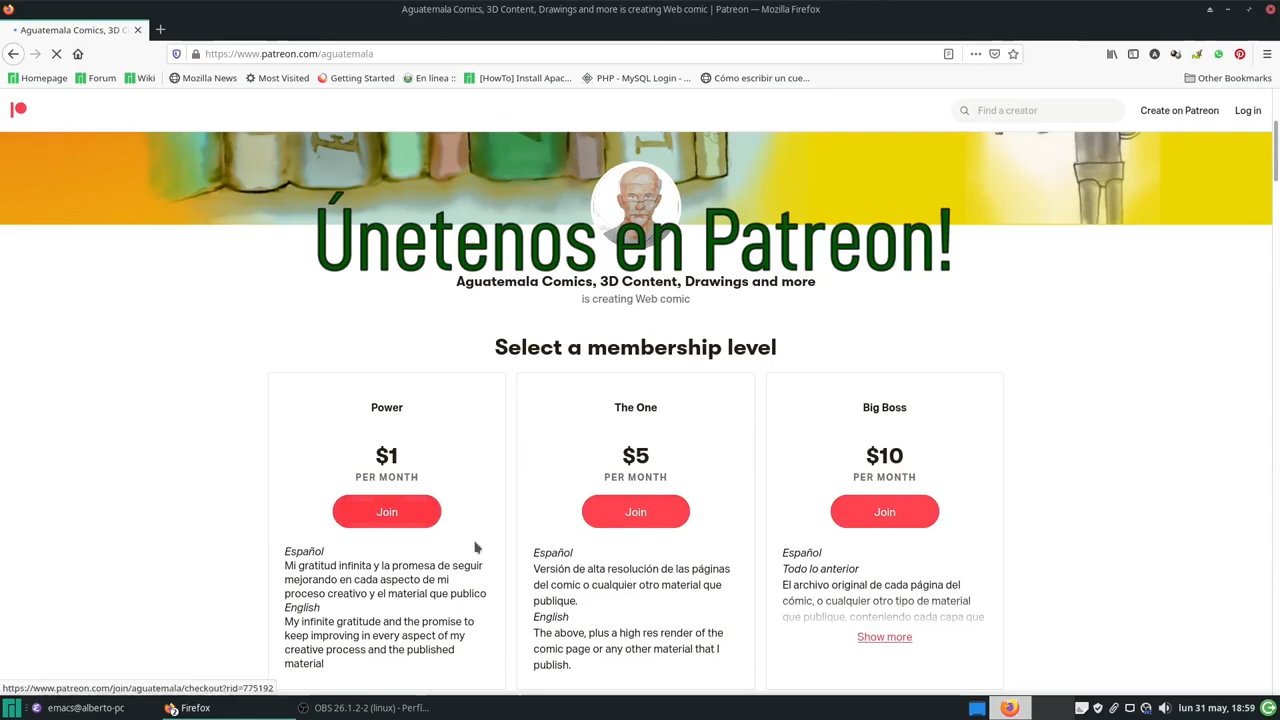 Aguatemala Comics, 3D Content, Drawings and more is creating Web comic | Patreon — Mozilla Firefox
Aguatemala Comics, 3D C
https://www.patreon.com/aguatemala
Homepage Forum Wiki Mozilla News Most Visited Getting Started En línea :: [HowTo] Install Apac... PHP - MySQL Login - ... Cómo escribir un cue... Other Bookmarks
Find a creator Create on Patreon Log in
Únetenos en Patreon!
Aguatemala Comics, 3D Content, Drawings and more
is creating Web comic
Select a membership level
Power
$1
PER MONTH
Join
Español
Mi gratitud infinita y la promesa de seguir
mejorando en cada aspecto de mi
proceso creativo y el material que publico
English
My infinite gratitude and the promise to
keep improving in every aspect of my
creative process and the published
material
The One
$5
PER MONTH
Join
Español
Versión de alta resolución de las páginas
del comic o cualquier otro material que
publique.
English
The above, plus a high res render of the
comic page or any other material that I
publish.
Big Boss
$10
PER MONTH
Join
Español
Todo lo anterior
El archivo original de cada página del
cómic, o cualquier otro tipo de material
que publique, conteniendo cada capa que
Show more
https://www.patreon.com/join/aguatemala/checkout?rid=775192
emacs@alberto-pc Firefox OBS 26.1.2-2 (linux) - Perfi... lun 31 may, 18:59